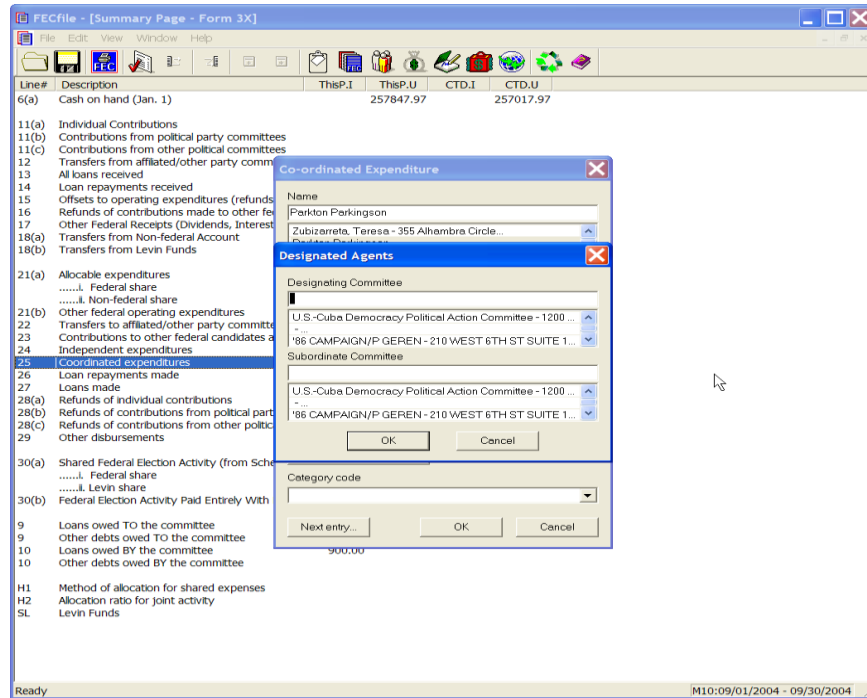 FECfile - [Summary Page - Form 3X]
File Edit View Window Help
FEC
Line# Description ThisP.I ThisP.U CTD.I CTD.U
6(a) Cash on hand (Jan. 1) 257847.97 257017.97
11(a) Individual Contributions
11(b) Contributions from political party committees
11(c) Contributions from other political committees
12 Transfers from affiliated/other party comm
13 All loans received
14 Loan repayments received
15 Offsets to operating expenditures (refunds
16 Refunds of contributions made to other fe
17 Other Federal Receipts (Dividends, Interest
18(a) Transfers from Non-federal Account
18(b) Transfers from Levin Funds
21(a) Allocable expenditures
......i. Federal share
......ii. Non-federal share
21(b) Other federal operating expenditures
22 Transfers to affiliated/other party committe
23 Contributions to other federal candidates a
24 Independent expenditures
25 Coordinated expenditures
26 Loan repayments made
27 Loans made
28(a) Refunds of individual contributions
28(b) Refunds of contributions from political part
28(c) Refunds of contributions from other politic
29 Other disbursements
30(a) Shared Federal Election Activity (from Sche
......i. Federal share
......ii. Levin share
30(b) Federal Election Activity Paid Entirely With
9 Loans owed TO the committee
9 Other debts owed TO the committee
10 Loans owed BY the committee 900.00
10 Other debts owed BY the committee
H1 Method of allocation for shared expenses
H2 Allocation ratio for joint activity
SL Levin Funds
Co-ordinated Expenditure
Name
Parkton Parkingson
Zubizarreta, Teresa - 355 Alhambra Circle...
Parkton Parkingson
Designated Agents
Designating Committee
U.S.-Cuba Democracy Political Action Committee - 1200 ...
- ...
'86 CAMPAIGN/P GEREN - 210 WEST 6TH ST SUITE 1...
Subordinate Committee
U.S.-Cuba Democracy Political Action Committee - 1200 ...
- ...
'86 CAMPAIGN/P GEREN - 210 WEST 6TH ST SUITE 1...
OK Cancel
Category code
Next entry... OK Cancel
Ready M10:09/01/2004 - 09/30/2004